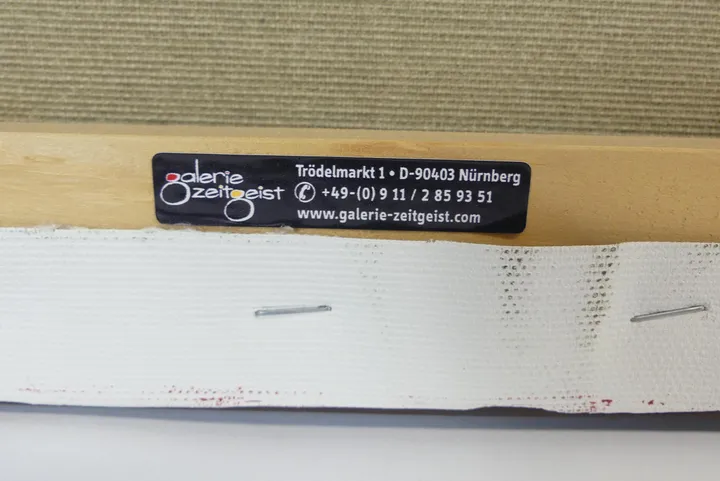 galerie
zeitgeist
Trödelmarkt 1 • D-90403 Nürnberg
✆ +49-(0) 9 11 / 2 85 93 51
www.galerie-zeitgeist.com